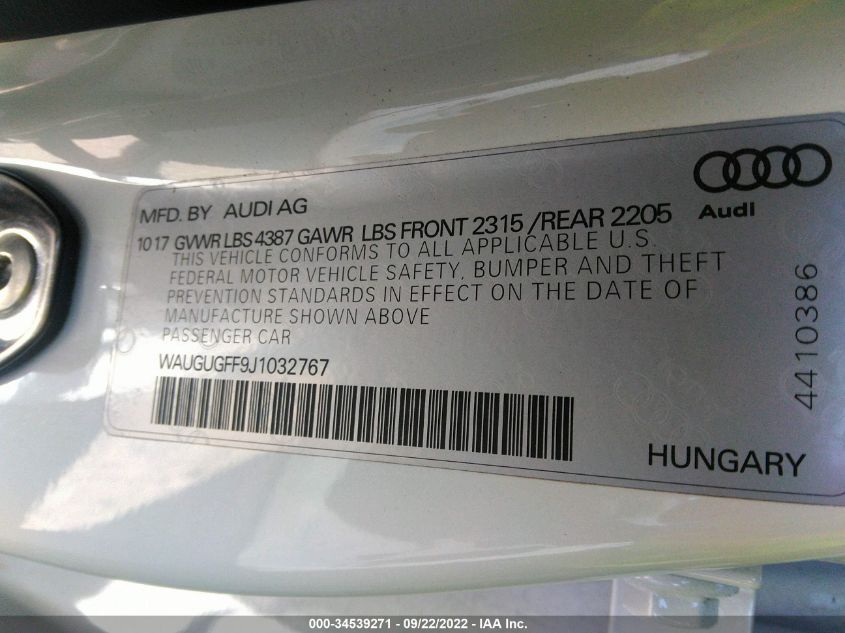 MFD. BY AUDI AG
Audi
10 17 GVWR LBS 4387 GAWR LBS FRONT 2315 / REAR 2205
THIS VEHICLE CONFORMS TO ALL APPLICABLE U.S.
FEDERAL MOTOR VEHICLE SAFETY, BUMPER AND THEFT
PREVENTION STANDARDS IN EFFECT ON THE DATE OF
MANUFACTURE SHOWN ABOVE
PASSENGER CAR
WAUGUGFF9J1032767
4410386
HUNGARY
000-34539271 - 09/22/2022 - IAA Inc.